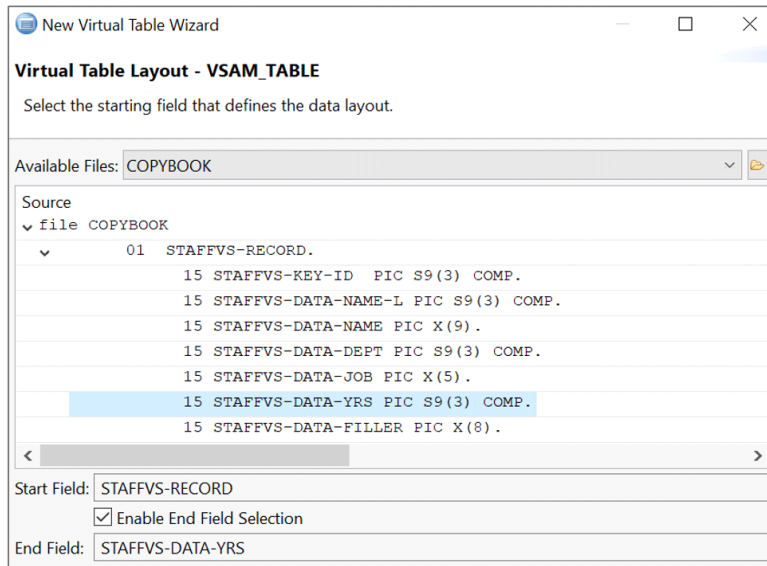 New Virtual Table Wizard
Virtual Table Layout - VSAM_TABLE
Select the starting field that defines the data layout.
Available Files: COPYBOOK
Source
file COPYBOOK
01 STAFFVS-RECORD.
15 STAFFVS-KEY-ID PIC S9(3) COMP.
15 STAFFVS-DATA-NAME-L PIC S9(3) COMP.
15 STAFFVS-DATA-NAME PIC X(9).
15 STAFFVS-DATA-DEPT PIC S9(3) COMP.
15 STAFFVS-DATA-JOB PIC X(5).
15 STAFFVS-DATA-YRS PIC S9(3) COMP.
15 STAFFVS-DATA-FILLER PIC X(8).
Start Field: STAFFVS-RECORD
Enable End Field Selection
End Field: STAFFVS-DATA-YRS